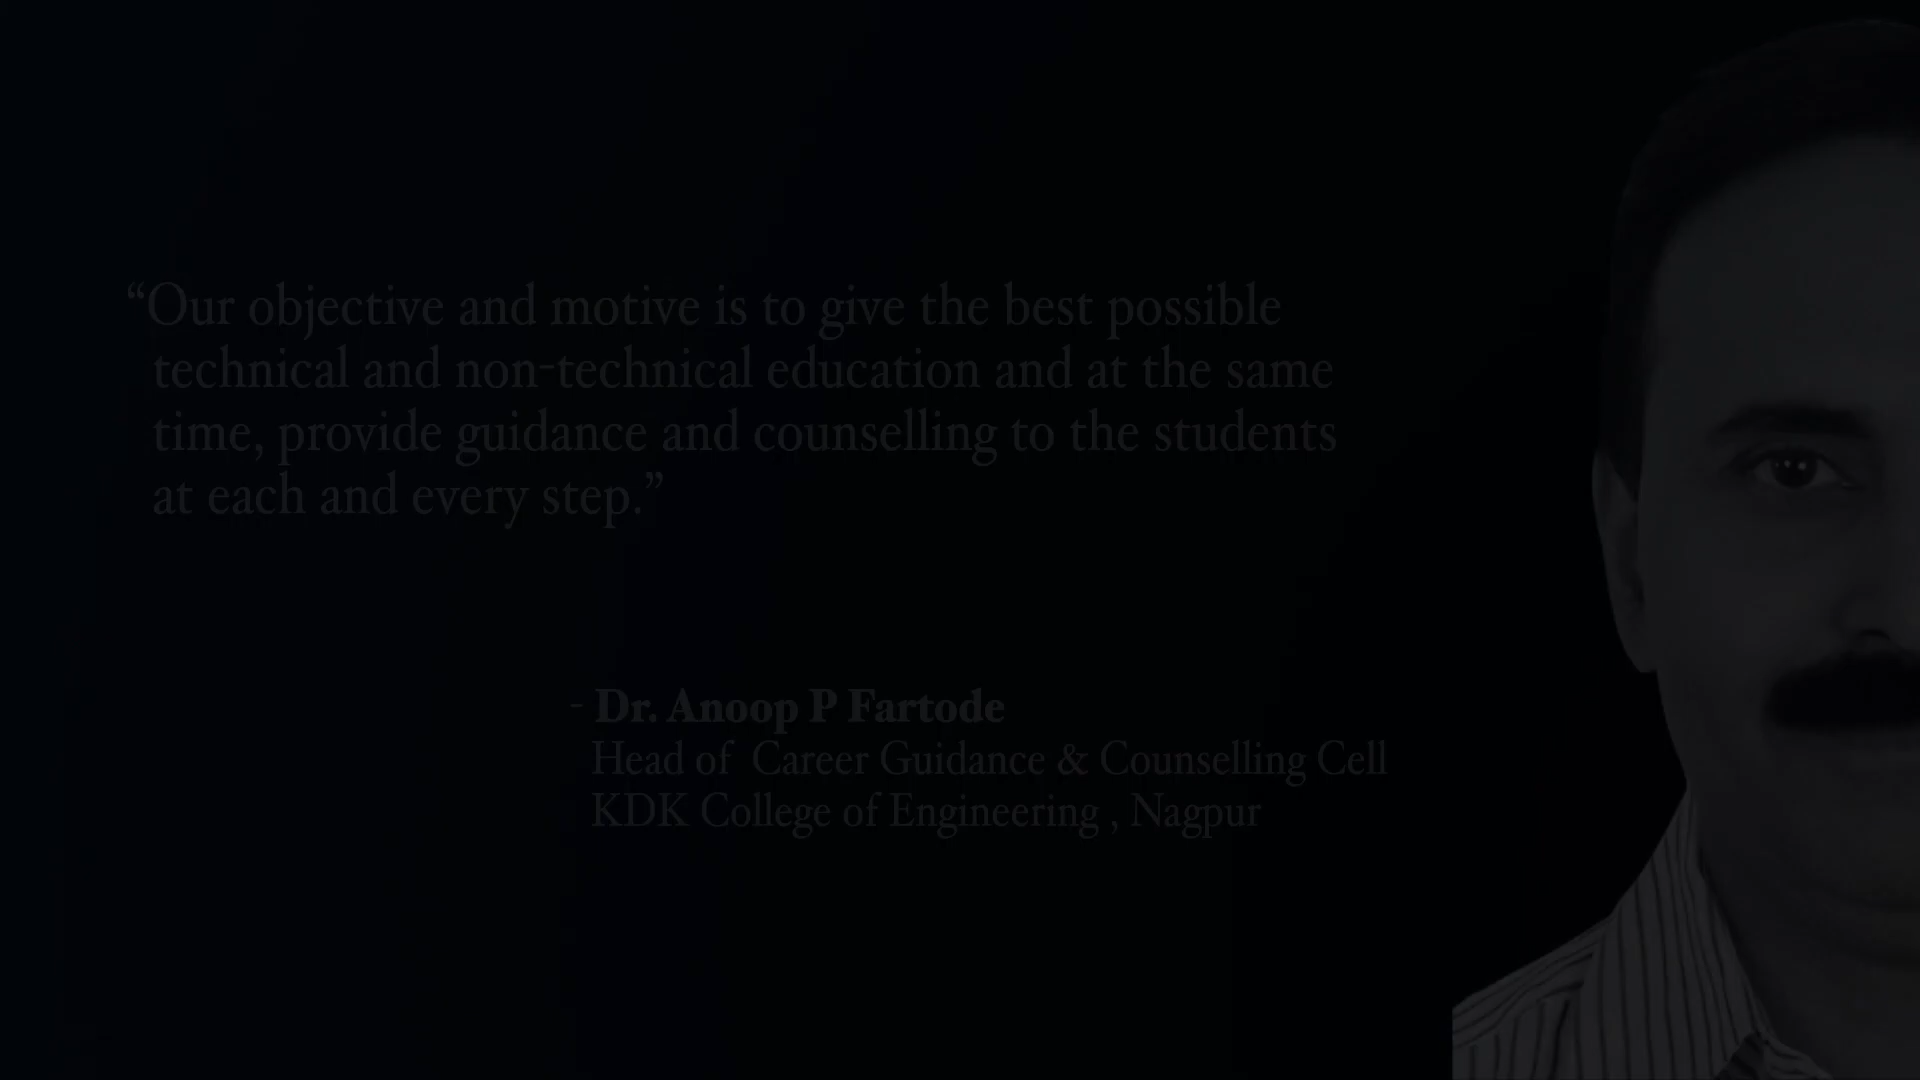 “Our objective and motive is to give the best possible
technical and non-technical education and at the same
time, provide guidance and counselling to the students
at each and every step.”
- Dr. Anoop P Fartode
Head of Career Guidance & Counselling Cell
KDK College of Engineering , Nagpur